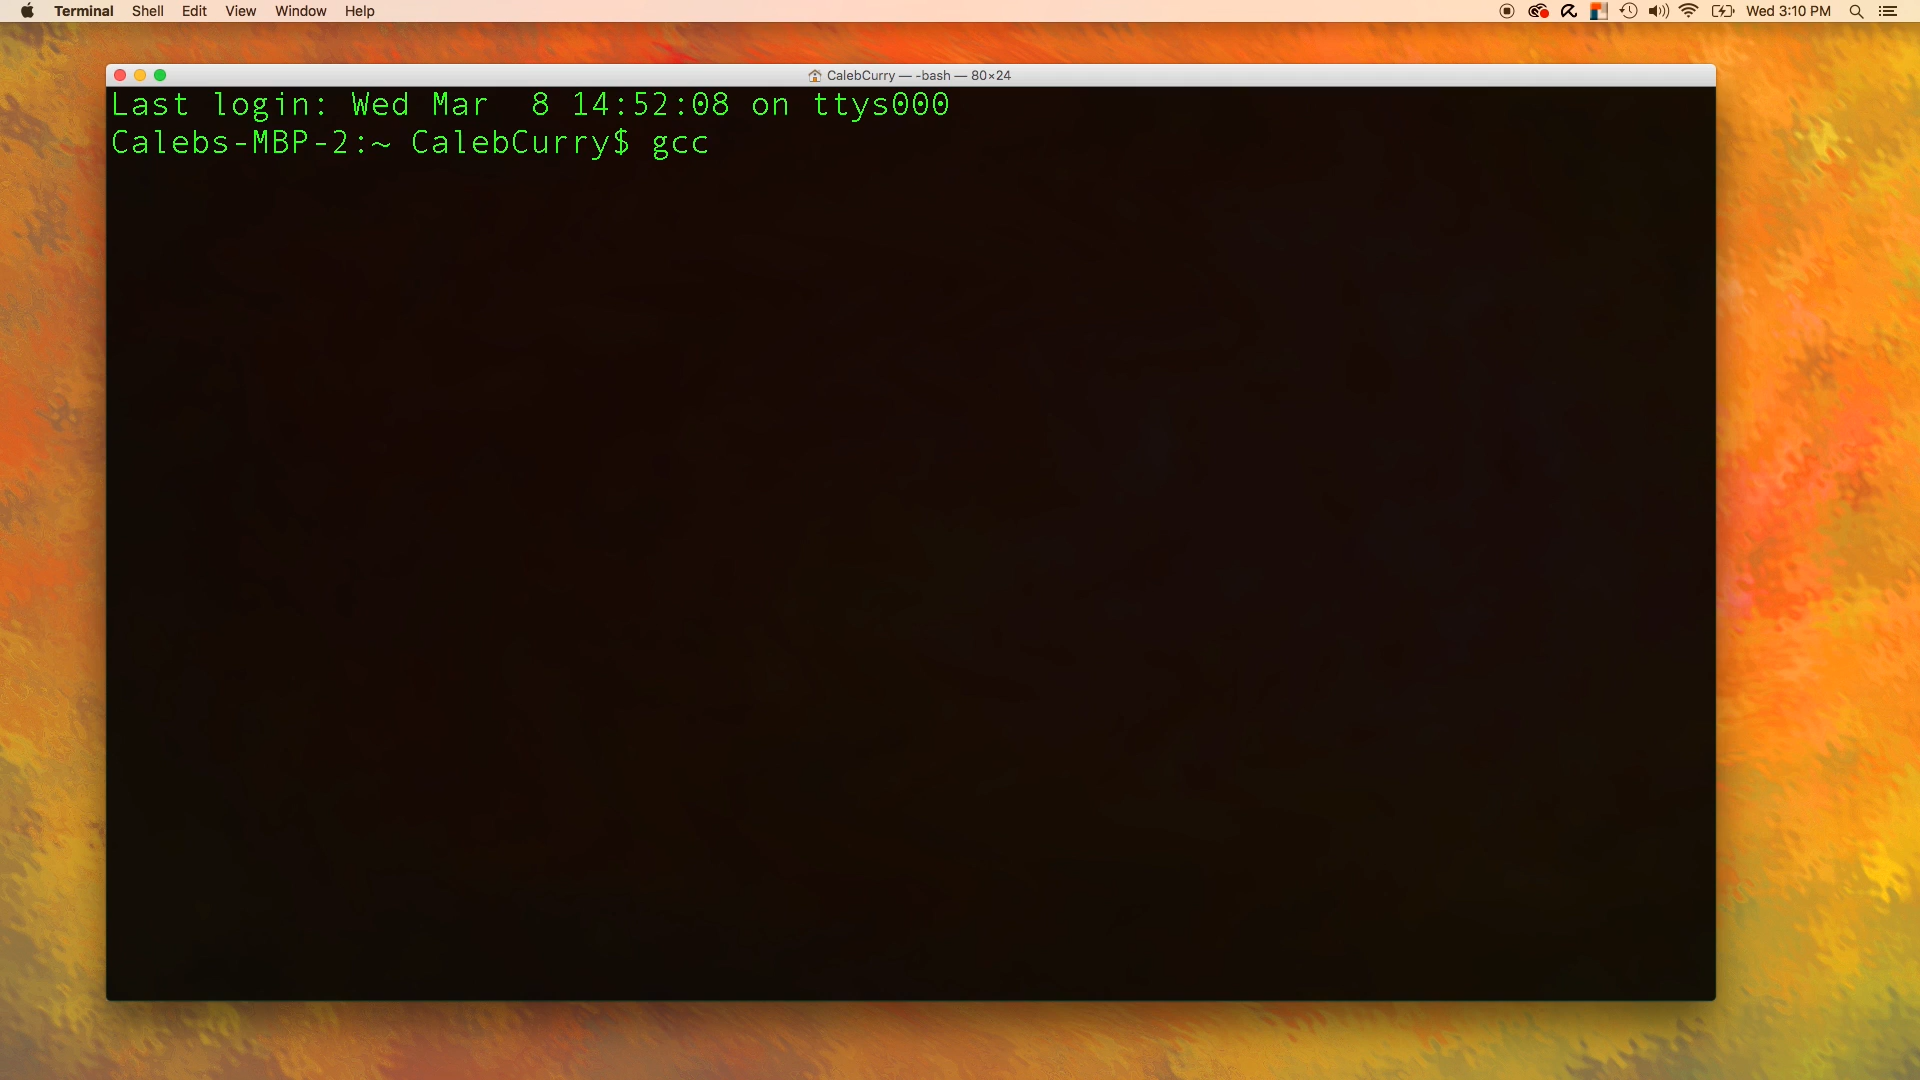 Terminal Shell Edit View Window Help Wed 3:10 PM
CalebCurry — -bash — 80×24
Last login: Wed Mar  8 14:52:08 on ttys000
Calebs-MBP-2:~ CalebCurry$ gcc